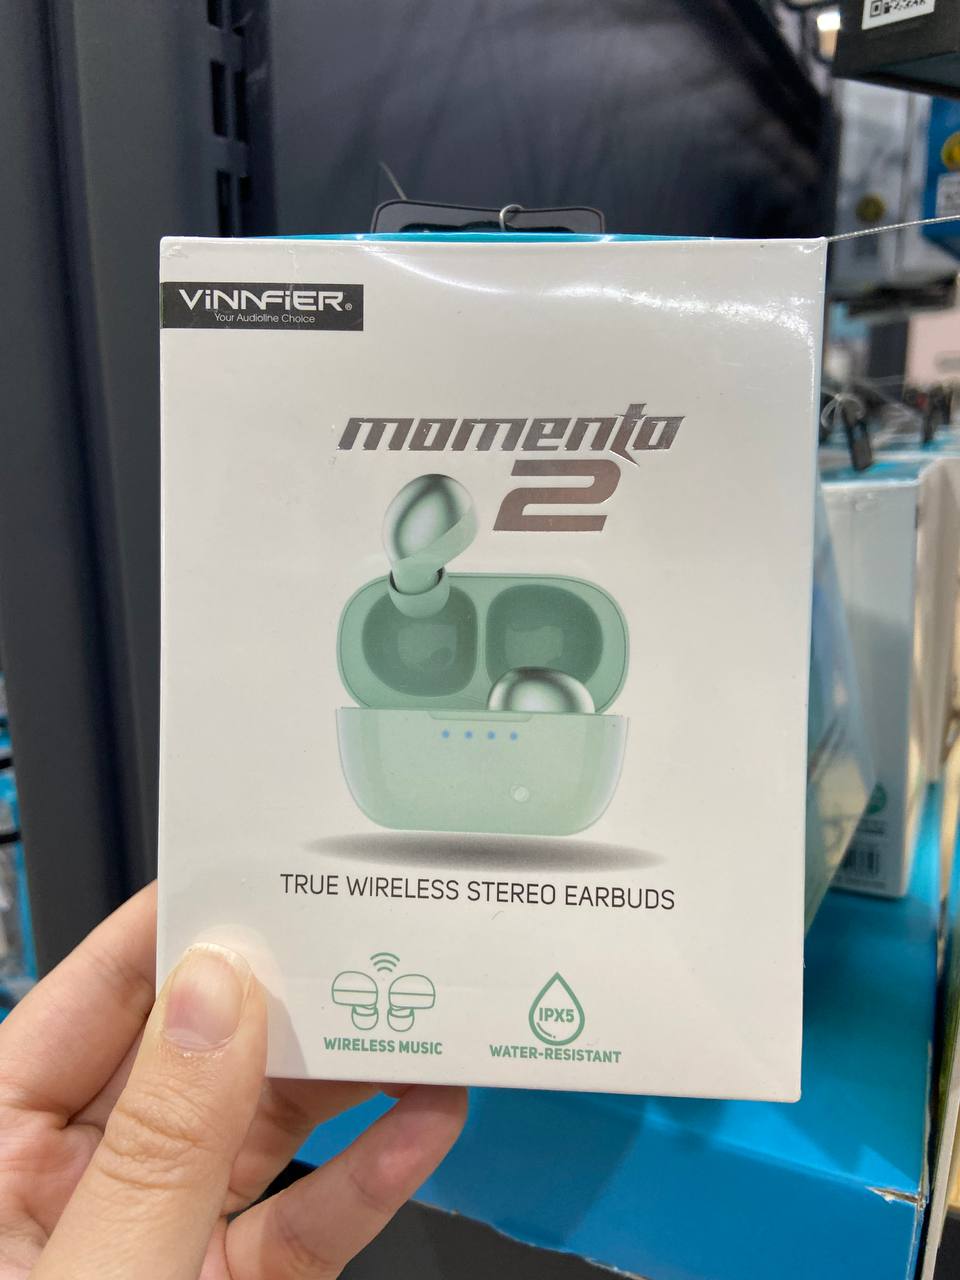 ViNNFiER®
Your Audioline Choice
momento
2
TRUE WIRELESS STEREO EARBUDS
IPX5
WIRELESS MUSIC
WATER-RESISTANT